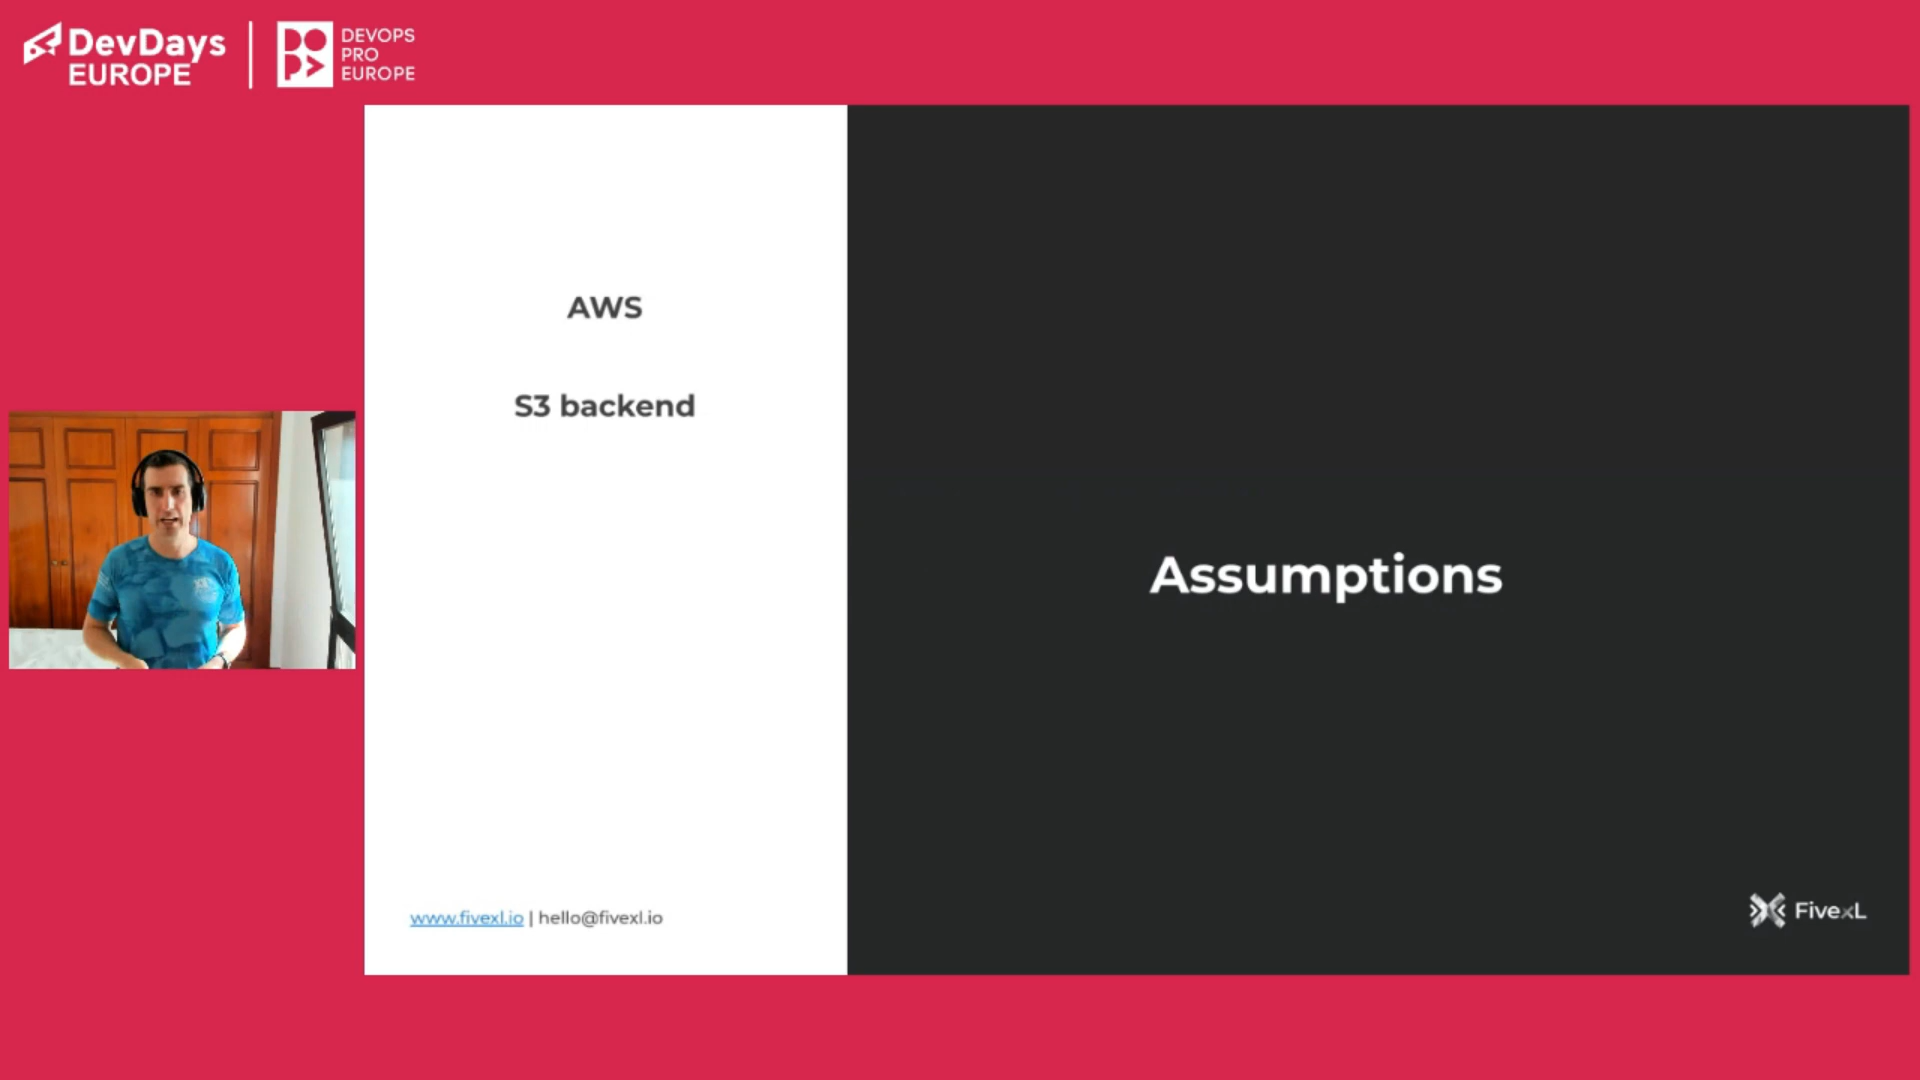 DevDays
EUROPE
DEVOPS
PRO
EUROPE
AWS
S3 backend
Assumptions
www.fivexl.io | hello@fivexl.io
FivexL